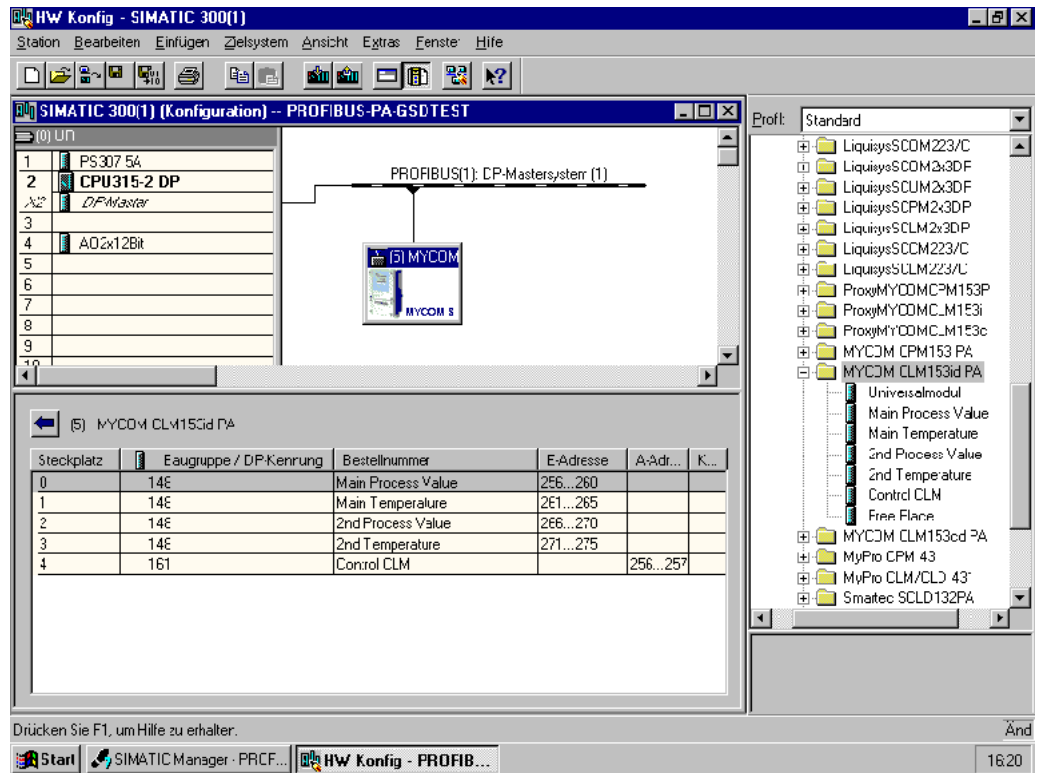 HW Konfig - SIMATIC 300(1)
Station Bearbeiten Einfügen Zielsystem Ansicht Extras Fenster Hilfe
SIMATIC 300(1) (Konfiguration) -- PROFIBUS-PA-GSDTEST
(0) UR
1 PS307 5A
2 CPU315-2 DP
X2 DP-Master
3
4 AO2x12Bit
5
6
7
8
9
10
PROFIBUS(1): DP-Mastersystem (1)
(5) MYCOM
MYCOM S
(5) MYCOM CLM153id PA
Steckplatz Baugruppe / DP-Kennung Bestellnummer E-Adresse A-Adr... K...
0 148 Main Process Value 256...260
1 148 Main Temperature 261...265
2 148 2nd Process Value 266...270
3 148 2nd Temperature 271...275
4 161 Control CLM 256...257
Profil: Standard
LiquisysSCOM223/C
LiquisysSCOM2x3DP
LiquisysSCUM2x3DP
LiquisysSCPM2x3DP
LiquisysSCLM2x3DP
LiquisysSCCM223/C
LiquisysSCLM223/C
ProxyMYCOMCPM153P
ProxyMYCOMCLM153i
ProxyMYCOMCLM153c
MYCOM CPM153 PA
MYCOM CLM153id PA
Universalmodul
Main Process Value
Main Temperature
2nd Process Value
2nd Temperature
Control CLM
Free Place
MYCOM CLM153cd PA
MyPro CPM 43
MyPro CLM/CLD 431
Smartec SCLD132PA
Drücken Sie F1, um Hilfe zu erhalten.
Änd
Start SIMATIC Manager - PROF... HW Konfig - PROFIB... 16:20